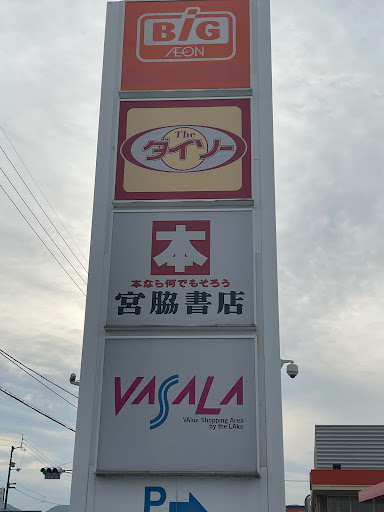 BiG
ÆON
The
ダイソー
本
本なら何でもそろう
宮脇書店
VASALA
VAlue Shopping Area
by the LAke
P